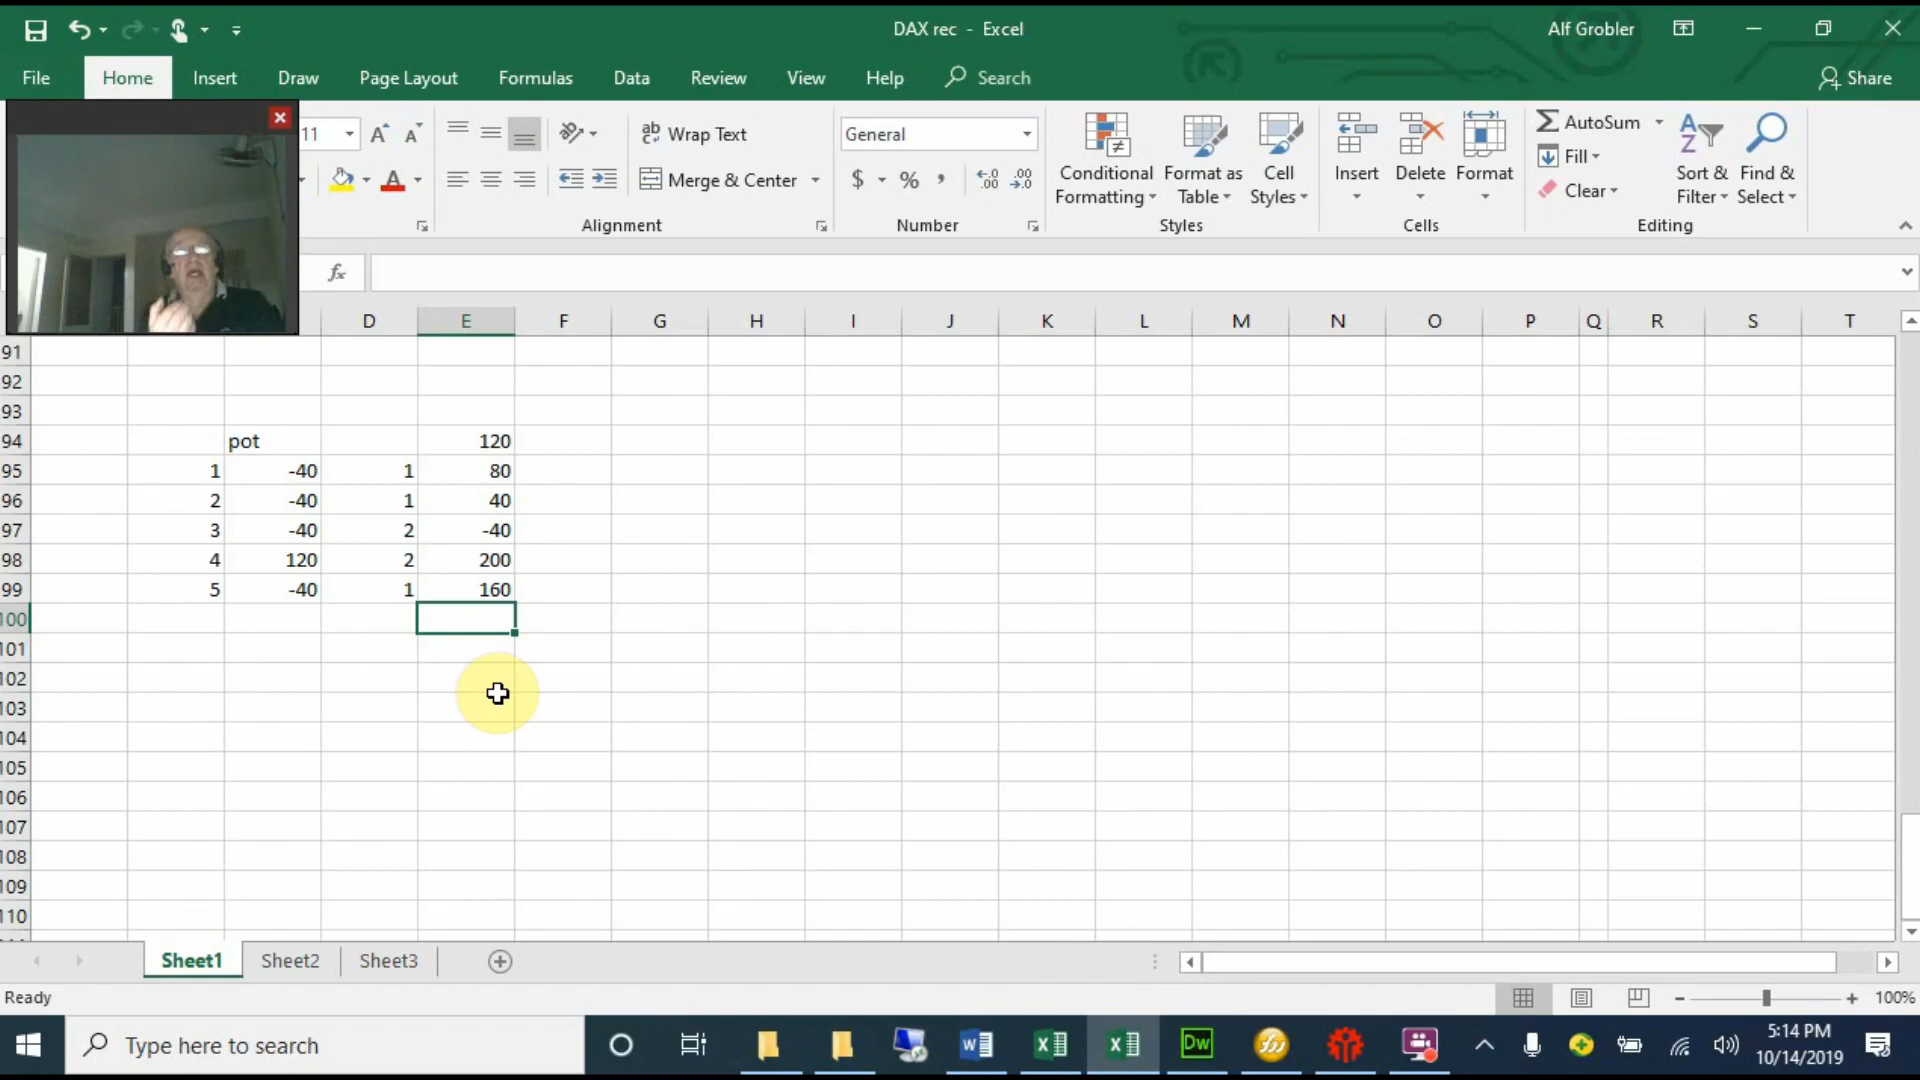 DAX rec - Excel
Alf Grobler
File Home Insert Draw Page Layout Formulas Data Review View Help Search
Share
11
Wrap Text
General
Merge & Center
$ % ,
Conditional Formatting
Format as Table
Cell Styles
Insert
Delete
Format
AutoSum
Fill
Clear
Sort & Filter
Find & Select
Alignment
Number
Styles
Cells
Editing
fx
D E F G H I J K L M N O P Q R S T
91
92
93
94 pot 120
95 1 -40 1 80
96 2 -40 1 40
97 3 -40 2 -40
98 4 120 2 200
99 5 -40 1 160
100
101
102
103
104
105
106
107
108
109
110
Sheet1 Sheet2 Sheet3
Ready
100%
Type here to search
Dw
5:14 PM
10/14/2019